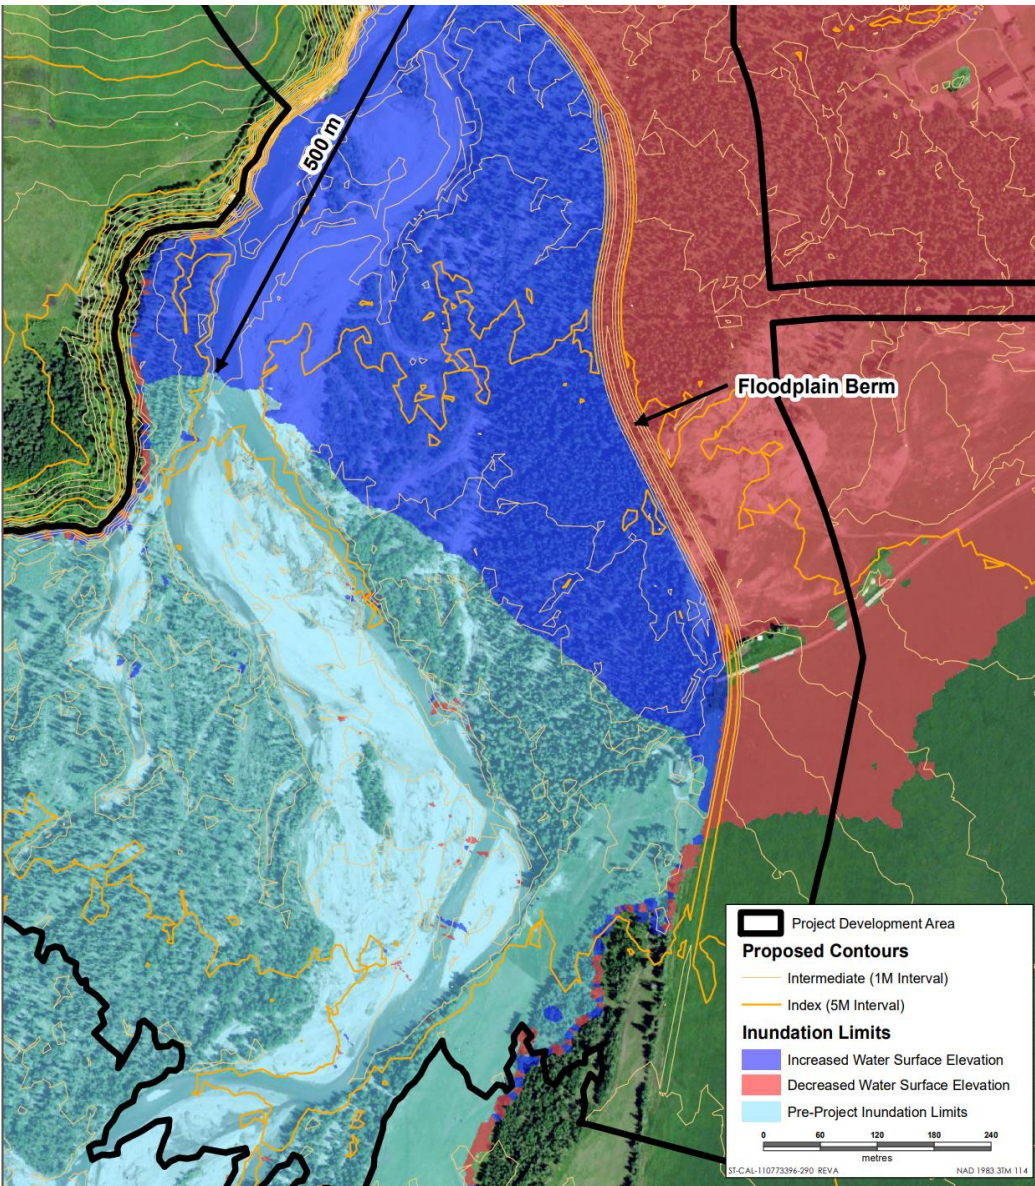 500 m
Floodplain Berm
Project Development Area
Proposed Contours
Intermediate (1M Interval)
Index (5M Interval)
Inundation Limits
Increased Water Surface Elevation
Decreased Water Surface Elevation
Pre-Project Inundation Limits
0 60 120 180 240
metres
ST-CAL-110773396-290 REVA NAD 1983 3TM 114